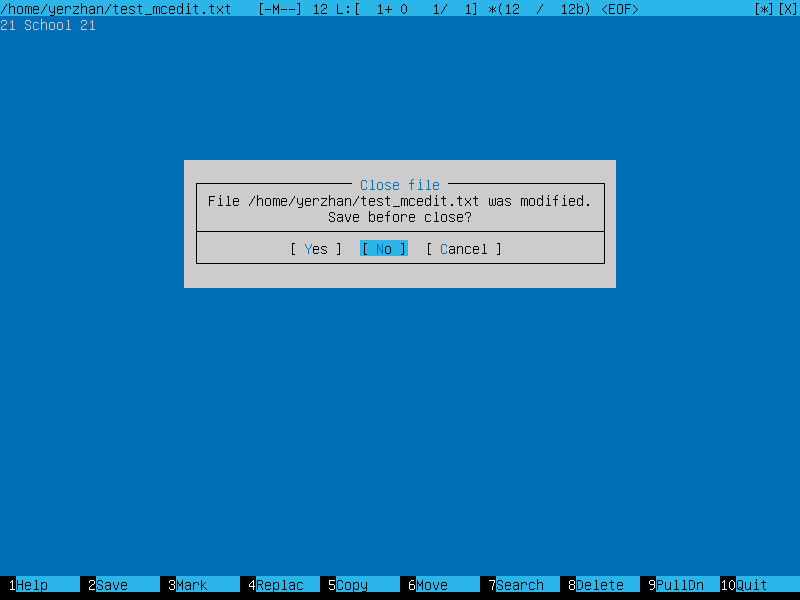 /home/yerzhan/test_mcedit.txt [-M--] 12 L:[ 1+ 0 1/ 1] *(12 / 12b) <EOF> [*][X]
21 School 21
Close file
File /home/yerzhan/test_mcedit.txt was modified.
Save before close?
[ Yes ] [ No ] [ Cancel ]
1Help 2Save 3Mark 4Replac 5Copy 6Move 7Search 8Delete 9PullDn 10Quit